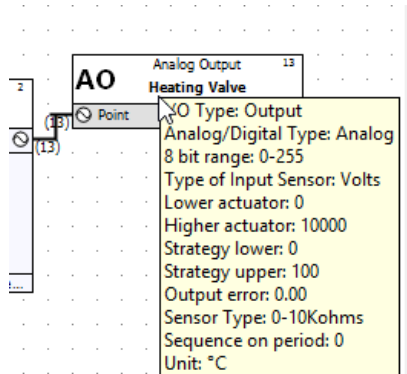 Analog Output 13
AO
Heating Valve
2
(13)
Point
(13)
I/O Type: Output
Analog/Digital Type: Analog
8 bit range: 0-255
Type of Input Sensor: Volts
Lower actuator: 0
Higher actuator: 10000
Strategy lower: 0
Strategy upper: 100
Output error: 0.00
Sensor Type: 0-10Kohms
Sequence on period: 0
Unit: °C
e...